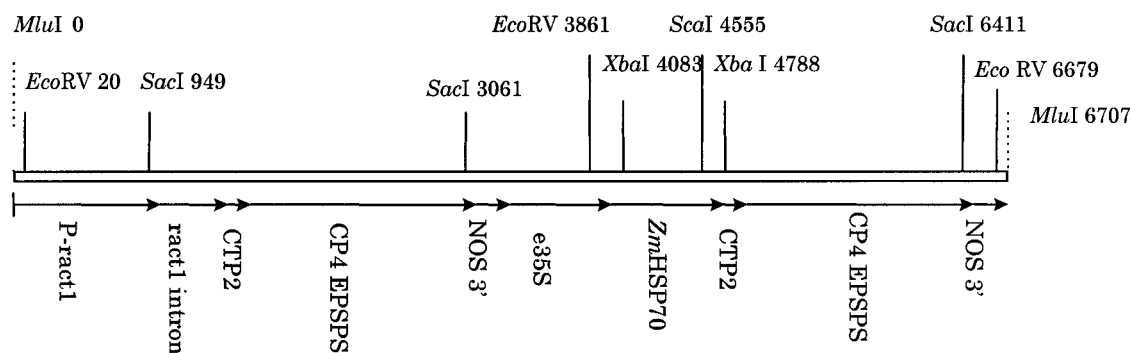 MluI 0
EcoRV 3861
ScaI 4555
SacI 6411
EcoRV 20
SacI 949
SacI 3061
XbaI 4083
Xba I 4788
Eco RV 6679
MluI 6707
P-ract1
ract1 intron
CTP2
CP4 EPSPS
NOS 3'
e35S
ZmHSP70
CTP2
CP4 EPSPS
NOS 3'